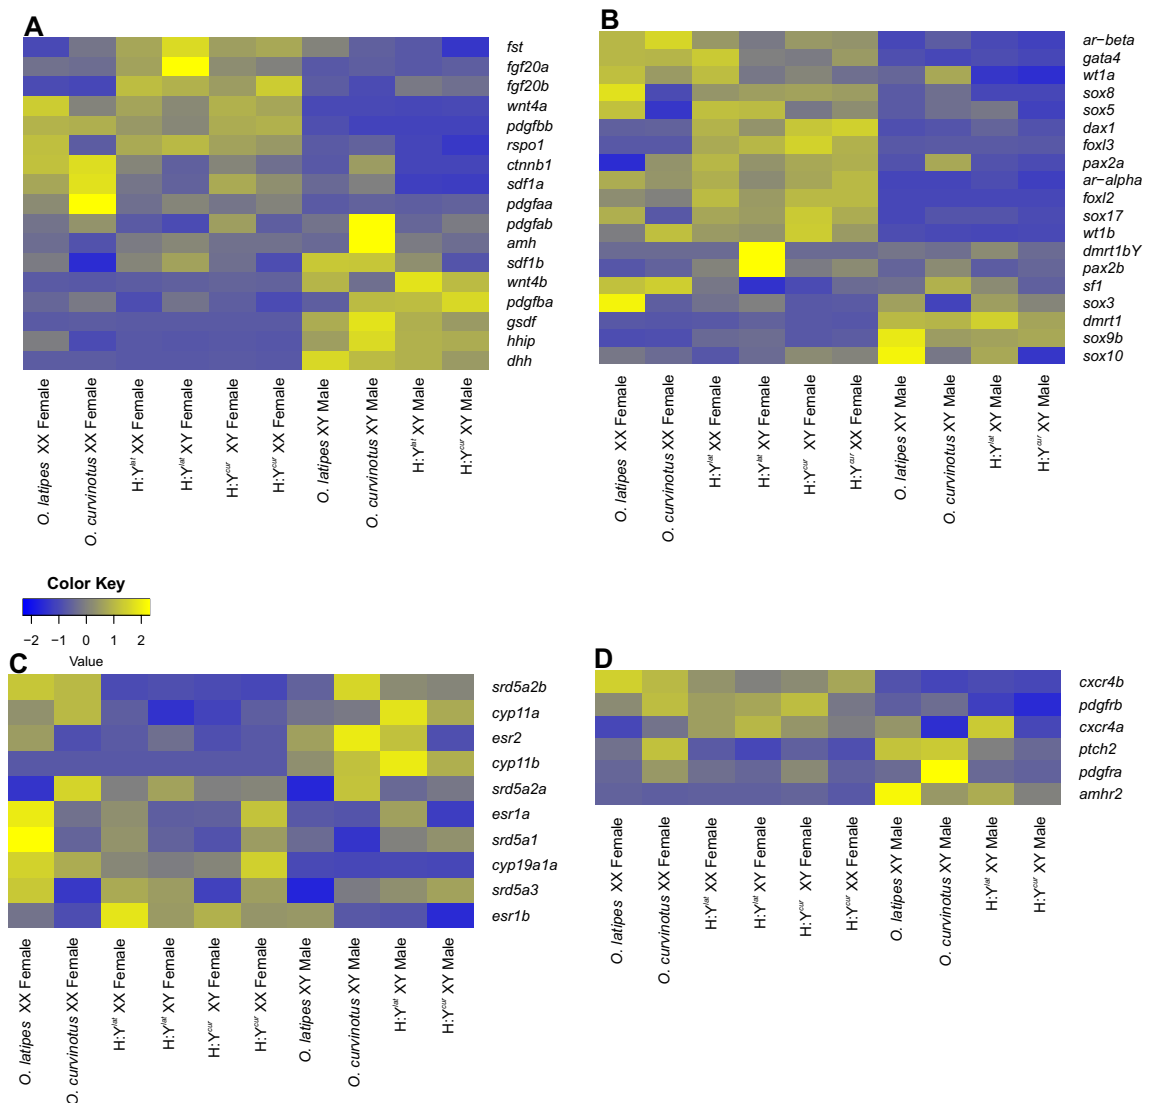 A
fst
fgf20a
fgf20b
wnt4a
pdgfbb
rspo1
ctnnb1
sdf1a
pdgfaa
pdgfab
amh
sdf1b
wnt4b
pdgfba
gsdf
hhip
dhh
O. latipes XX Female
O. curvinotus XX Female
H:Ylat XX Female
H:Ylat XY Female
H:Ycur XY Female
H:Ycur XX Female
O. latipes XY Male
O. curvinotus XY Male
H:Ylat XY Male
H:Ycur XY Male
B
ar−beta
gata4
wt1a
sox8
sox5
dax1
foxl3
pax2a
ar−alpha
foxl2
sox17
wt1b
dmrt1bY
pax2b
sf1
sox3
dmrt1
sox9b
sox10
O. latipes XX Female
O. curvinotus XX Female
H:Ylat XX Female
H:Ylat XY Female
H:Ycur XY Female
H:Ycur XX Female
O. latipes XY Male
O. curvinotus XY Male
H:Ylat XY Male
H:Ycur XY Male
Color Key
−2 −1 0 1 2
Value
C
srd5a2b
cyp11a
esr2
cyp11b
srd5a2a
esr1a
srd5a1
cyp19a1a
srd5a3
esr1b
O. latipes XX Female
O. curvinotus XX Female
H:Ylat XX Female
H:Ylat XY Female
H:Ycur XY Female
H:Ycur XX Female
O. latipes XY Male
O. curvinotus XY Male
H:Ylat XY Male
H:Ycur XY Male
D
cxcr4b
pdgfrb
cxcr4a
ptch2
pdgfra
amhr2
O. latipes XX Female
O. curvinotus XX Female
H:Ylat XX Female
H:Ylat XY Female
H:Ycur XY Female
H:Ycur XX Female
O. latipes XY Male
O. curvinotus XY Male
H:Ylat XY Male
H:Ycur XY Male